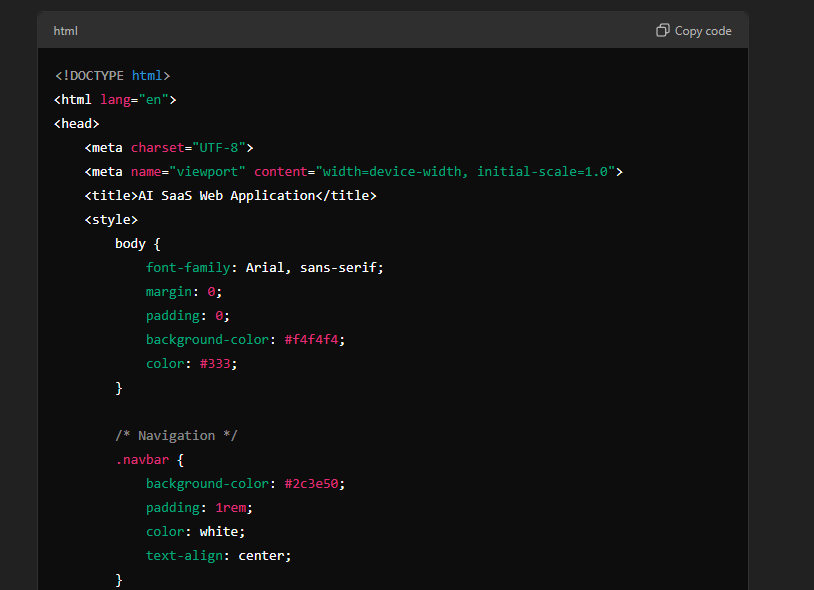 html
Copy code
<!DOCTYPE html>
<html lang="en">
<head>
    <meta charset="UTF-8">
    <meta name="viewport" content="width=device-width, initial-scale=1.0">
    <title>AI SaaS Web Application</title>
    <style>
        body {
            font-family: Arial, sans-serif;
            margin: 0;
            padding: 0;
            background-color: #f4f4f4;
            color: #333;
        }
        /* Navigation */
        .navbar {
            background-color: #2c3e50;
            padding: 1rem;
            color: white;
            text-align: center;
        }